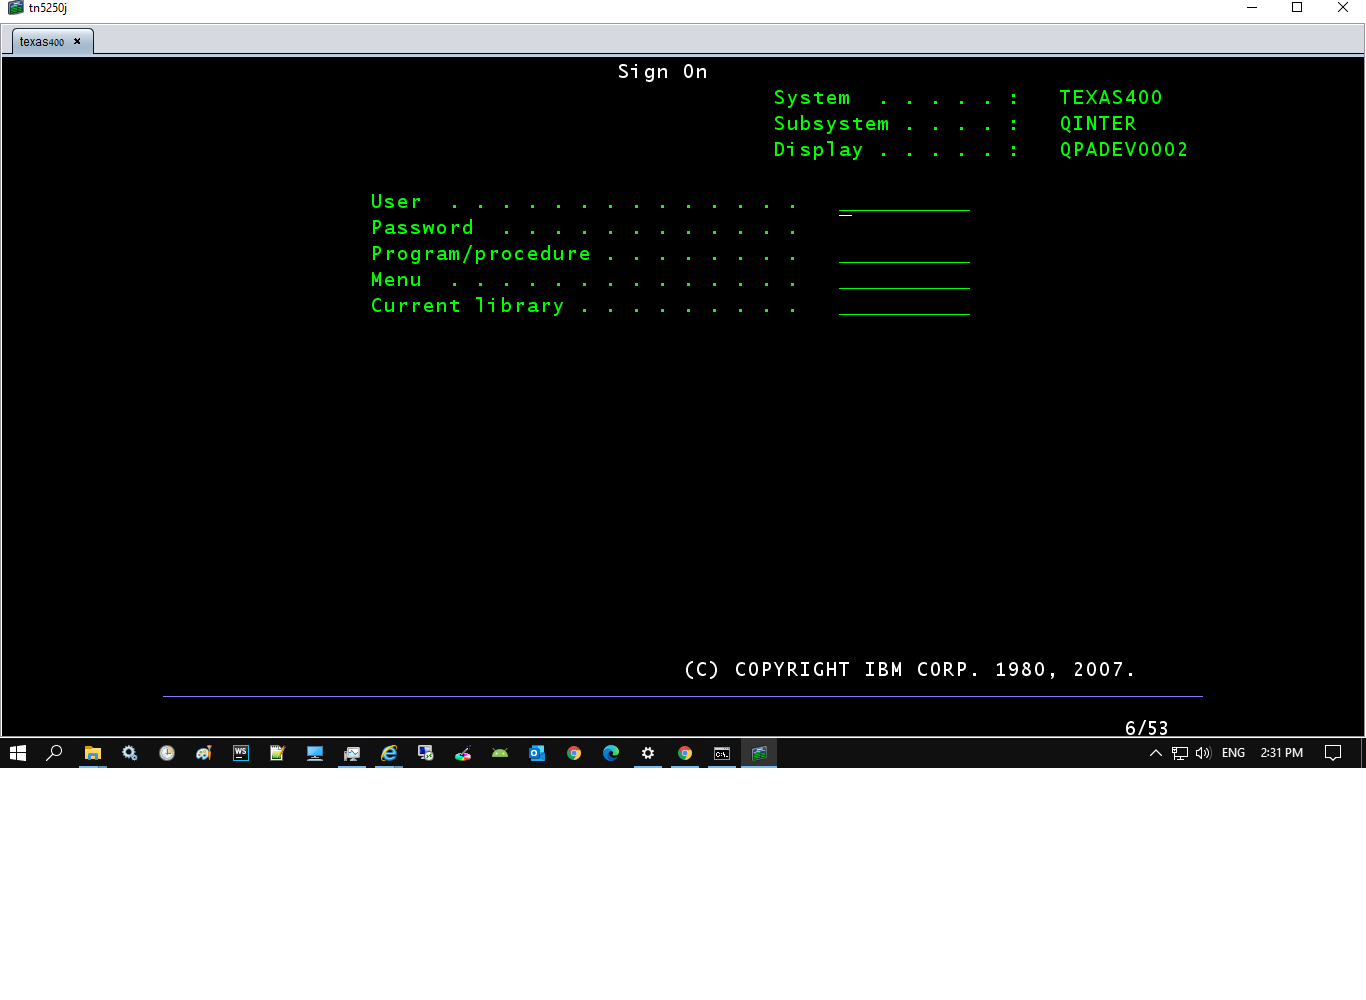 tn5250j
texas400
Sign On
System . . . . . : TEXAS400
Subsystem . . . . : QINTER
Display . . . . . : QPADEV0002
User . . . . . . . . . . . . . .
Password . . . . . . . . . . . .
Program/procedure . . . . . . . .
Menu . . . . . . . . . . . . . .
Current library . . . . . . . . .
(C) COPYRIGHT IBM CORP. 1980, 2007.
6/53
WS
C:\.
ENG
2:31 PM